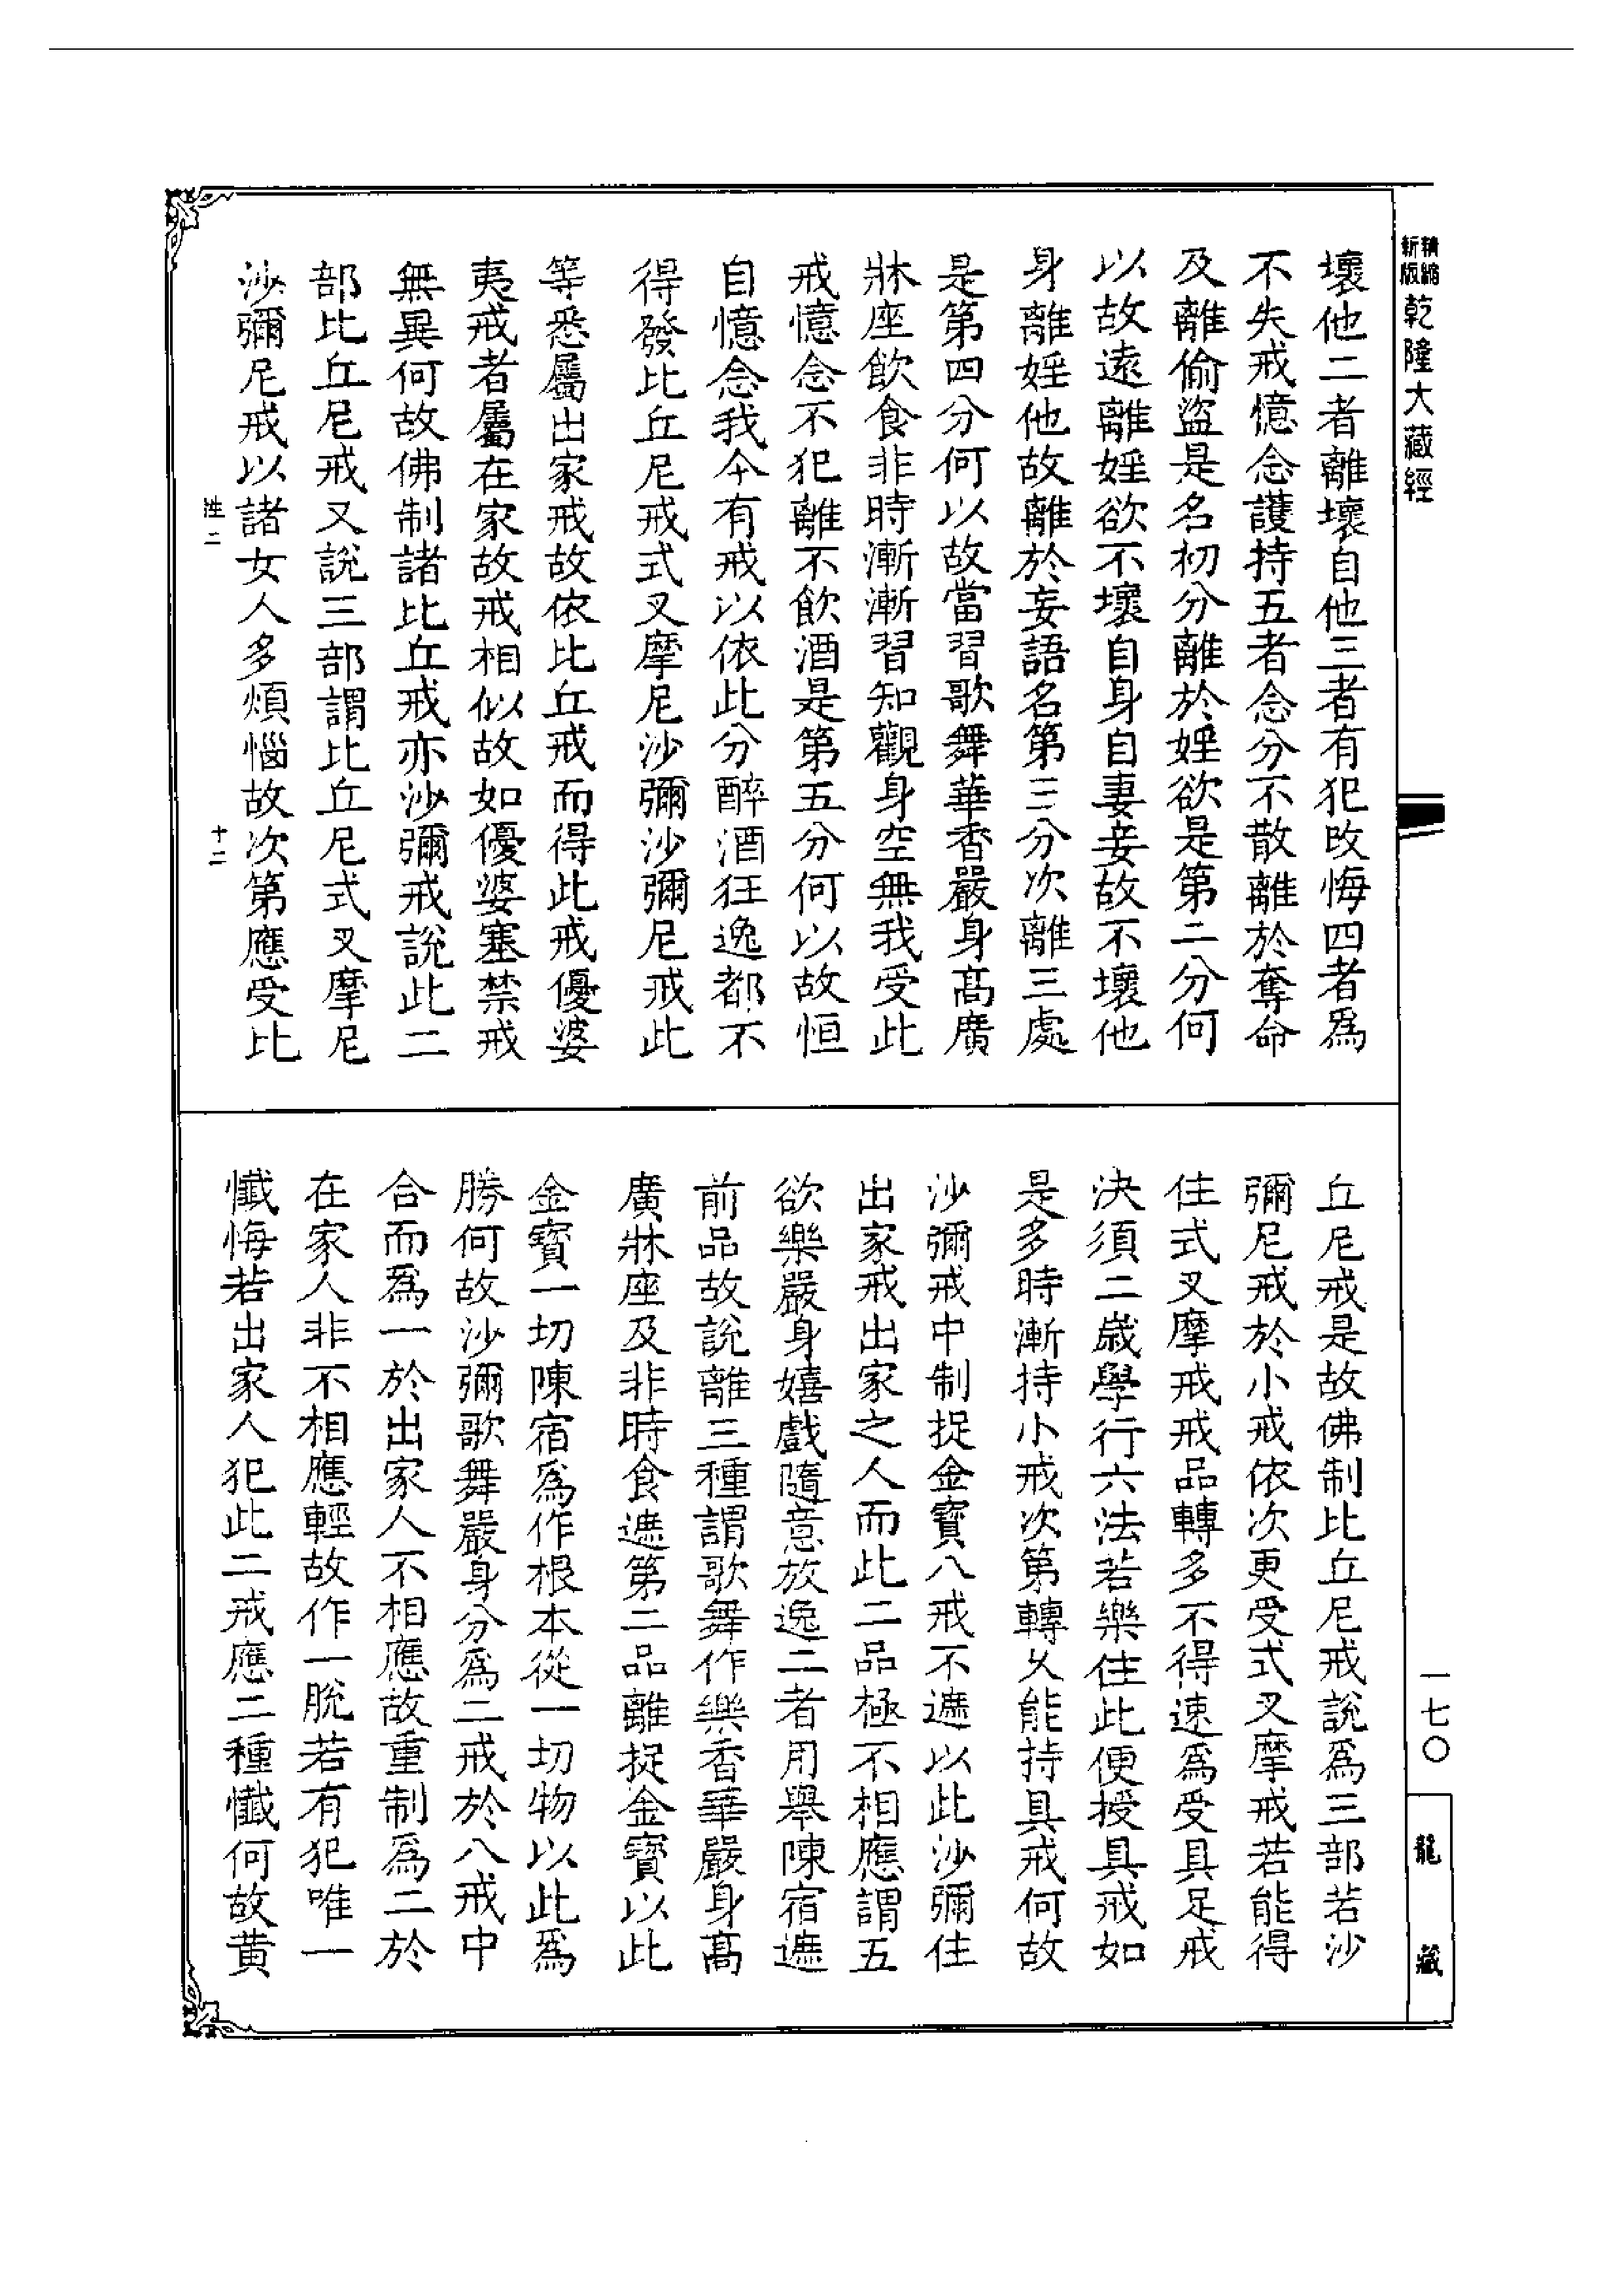 精縮
新版
乾隆大藏經
壞他二者離壞自他三者有犯改悔四者爲
不失戒憶念護持五者念分不散離於奪命
及離偷盜是名初分離於婬欲是第二分何
以故遠離婬欲不壞自身自妻妾故不壞他
身離婬他故離於妄語名第三分次離三處
是第四分何以故當習歌舞華香嚴身高廣
牀座飲食非時漸漸習知觀身空無我受此
戒憶念不犯離不飲酒是第五分何以故恒
自憶念我今有戒以依此分醉酒狂逸都不
得發比丘尼戒式叉摩尼沙彌沙彌尼戒此
等悉屬出家戒故依比丘戒而得此戒優婆
夷戒者屬在家故戒相似故如優婆塞禁戒
無異何故佛制諸比丘戒亦沙彌戒說此二
部比丘尼戒又說三部謂比丘尼式叉摩尼
沙彌尼戒以諸女人多煩惱故次第應受比
性二
十二
丘尼戒是故佛制比丘尼戒說爲三部若沙
彌尼戒於小戒依次更受式叉摩戒若能得
住式叉摩戒戒品轉多不得速爲受具足戒
決須二歲學行六法若樂住此便授具戒如
是多時漸持小戒次第轉久能持具戒何故
沙彌戒中制捉金寶八戒不遮以此沙彌住
出家戒出家之人而此二品極不相應謂五
欲樂嚴身嬉戲隨意放逸二者用舉陳宿遮
前品故說離三種謂歌舞作樂香華嚴身高
廣牀座及非時食遮第二品離捉金寶以此
金寶一切陳宿爲作根本從一切物以此爲
勝何故沙彌歌舞嚴身分爲二戒於八戒中
合而爲一於出家人不相應故重制爲二於
在家人非不相應輕故作一脫若有犯唯一
懺悔若出家人犯此二戒應二種懺何故黄
一七〇
龍藏